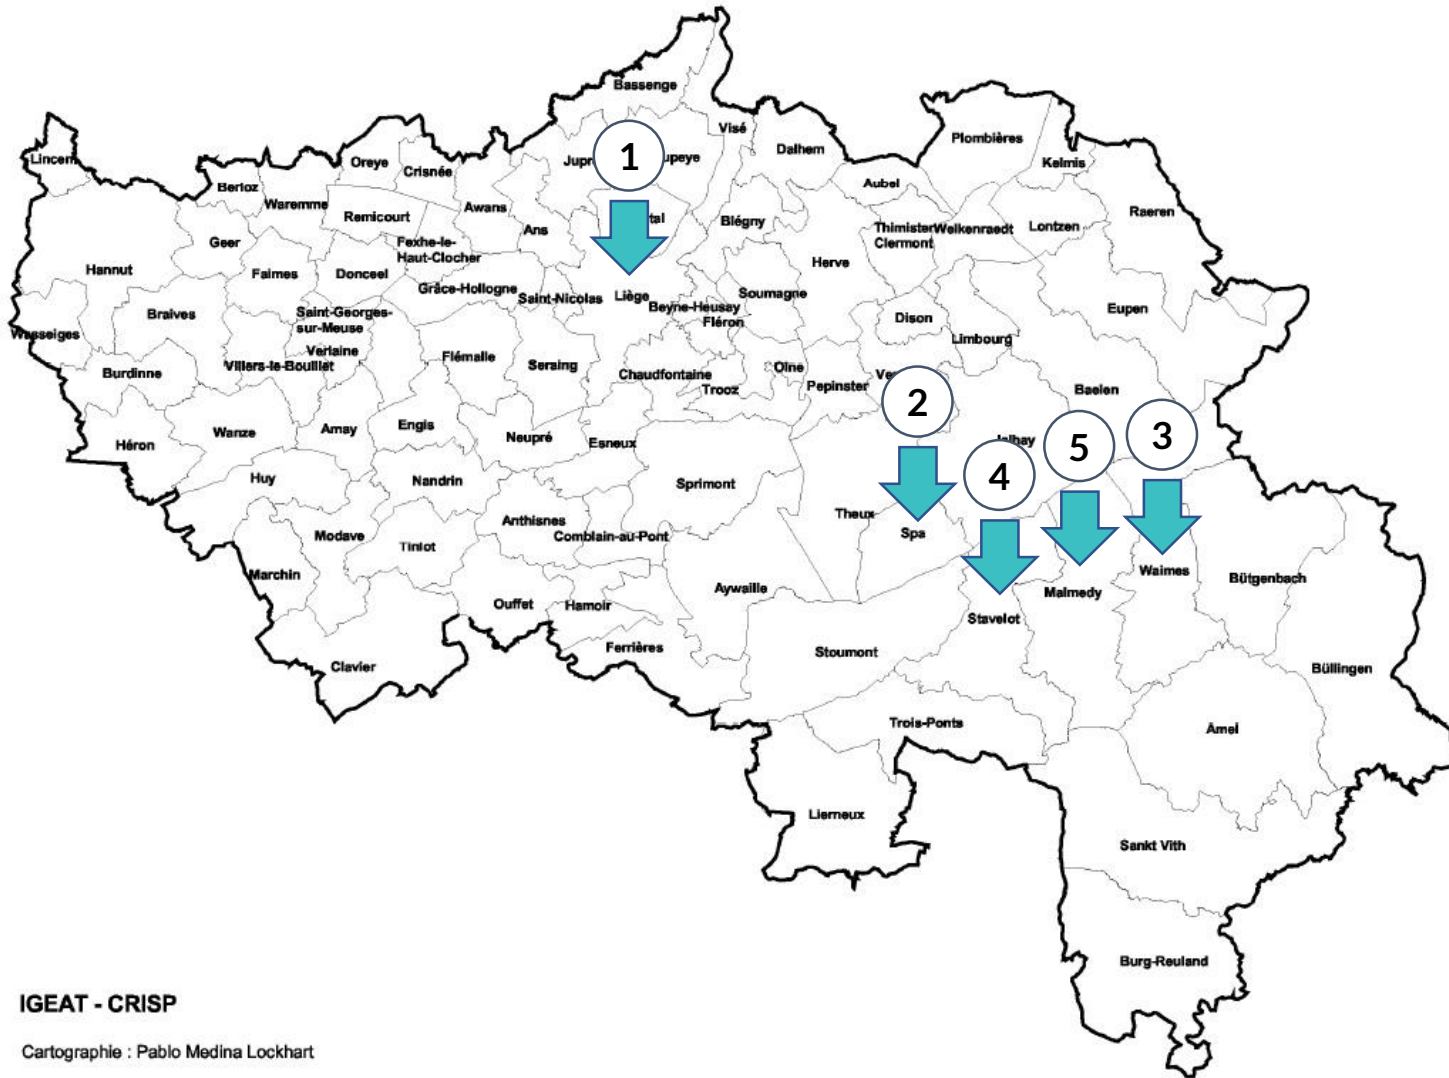 Bassenge
Visé
Dalhem
Plombières
Kelmis
Lincent
Oreye
Crisnée
1
Aubel
Berloz
Waremme
Remicourt
Awans
Ans
Blégny
Thimister
Clermont
Welkenraedt
Lontzen
Raeren
Geer
Fexhe-le-
Haut-Clocher
Hannut
Faimes
Donceel
Grâce-Hollogne
Saint-Nicolas
Liège
Beyne-Heusay
Fléron
Soumagne
Herve
Eupen
Wasseiges
Braives
Saint-Georges-
sur-Meuse
Verlaine
Villers-le-Bouillet
Flémalle
Seraing
Dison
Limbourg
Burdinne
Chaudfontaine
Trooz
Olne
Pepinster
Baelen
2
Héron
Wanze
Amay
Engis
Neupré
Esneux
Jalhay
5
3
4
Huy
Nandrin
Sprimont
Theux
Spa
Modave
Tinlot
Anthisnes
Comblain-au-Pont
Marchin
Aywaille
Waimes
Bütgenbach
Malmedy
Ouffet
Hamoir
Stavelot
Ferrières
Stoumont
Clavier
Büllingen
Trois-Ponts
Amel
Lierneux
Sankt Vith
Burg-Reuland
IGEAT - CRISP
Cartographie : Pablo Medina Lockhart